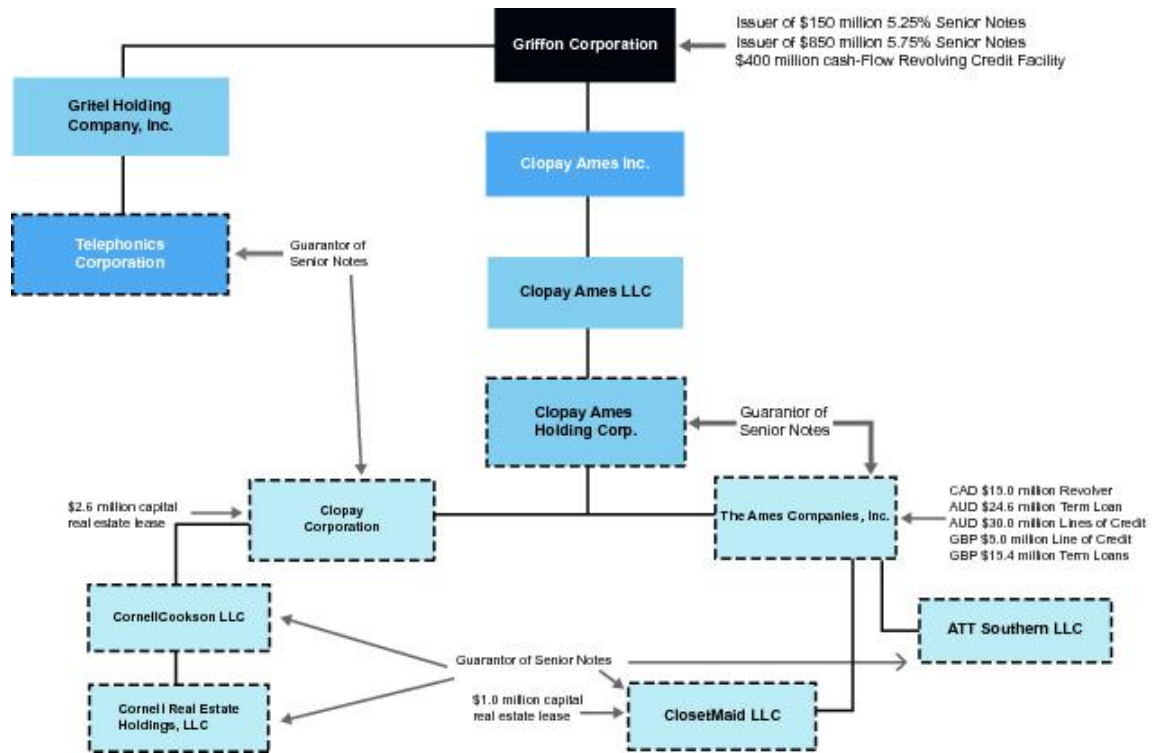 Issuer of $150 million 5.25% Senior Notes
Issuer of $850 million 5.75% Senior Notes
$400 million cash-Flow Revolving Credit Facility
Griffon Corporation
Gritel Holding
Company, Inc.
Clopay Ames Inc.
Telephonics
Corporation
Guarantor of
Senior Notes
Clopay Ames LLC
Clopay Ames
Holding Corp.
Guarantor of
Senior Notes
$2.6 million capital
real estate lease
Clopay
Corporation
The Ames Companies, Inc.
CAD $15.0 million Revolver
AUD $24.6 million Term Loan
AUD $30.0 million Lines of Credit
GBP $5.0 million Line of Credit
GBP $15.4 million Term Loans
CornellCookson LLC
ATT Southern LLC
Guarantor of Senior Notes
Cornell Real Estate
Holdings, LLC
$1.0 million capital
real estate lease
ClosetMaid LLC